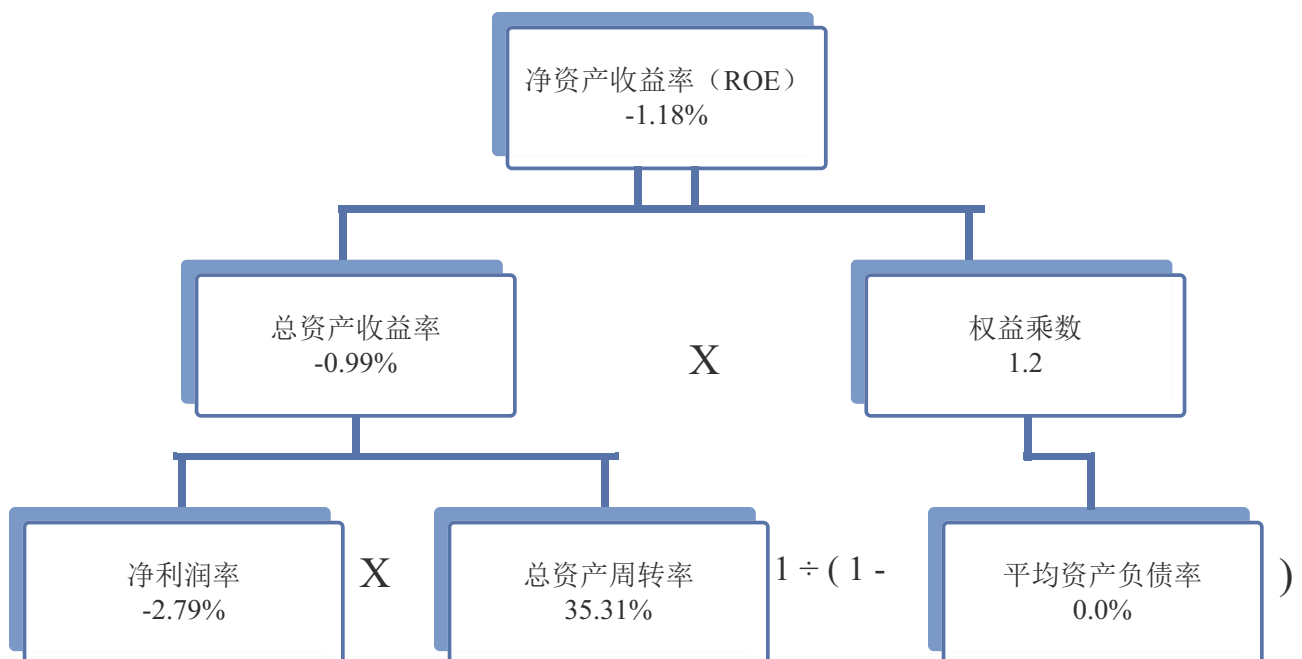 净资产收益率（ROE）
-1.18%
总资产收益率
-0.99%
X
权益乘数
1.2
净利润率
-2.79%
X
总资产周转率
35.31%
1 ÷ ( 1 -
平均资产负债率
0.0%
)